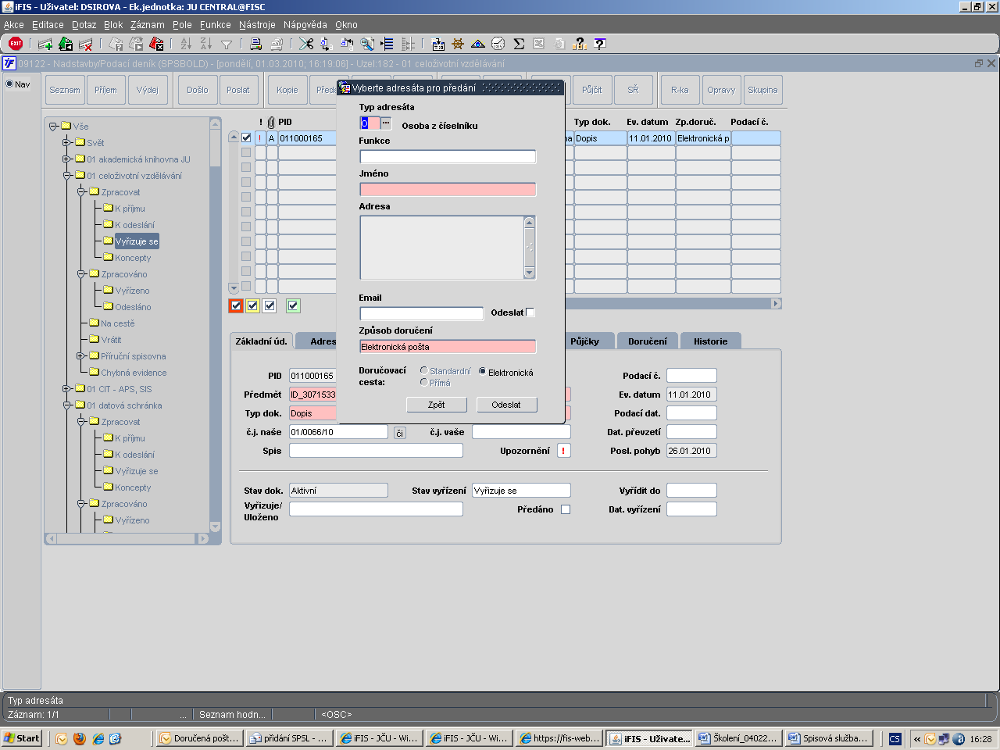 iFIS - Uživatel: DSIROVA - Ek.jednotka: JU CENTRAL@FISC
Akce Editace Dotaz Blok Záznam Pole Funkce Nástroje Nápověda Okno
EXIT
09122 - Nadstavby/Podací deník (SPSBOLD) - [pondělí, 01.03.2010; 16:19:06] - Uzel:182 - 01 celoživotní vzdělávání
Nav
Seznam Příjem Výdej Došlo Poslat Kopie Půjčit SŘ R-ka Opravy Skupina
Vše
Svět
01 akademická knihovna JU
01 celoživotní vzdělávání
Zpracovat
K příjmu
K odeslání
Vyřizuje se
Koncepty
Zpracováno
Vyřízeno
Odesláno
Na cestě
Vrátit
Příruční spisovna
Chybná evidence
01 CIT - APS, SIS
01 datová schránka
Zpracovat
K příjmu
K odeslání
Vyřizuje se
Koncepty
Zpracováno
Vyřízeno
! PID Typ dok. Ev. datum Zp.doruč. Podací č.
! A 011000165 na Dopis 11.01.2010 Elektronická p
Vyberte adresáta pro předání
Typ adresáta
O ... Osoba z číselníku
Funkce
Jméno
Adresa
Email
Odeslat
Způsob doručení
Elektronická pošta
Doručovací cesta: Standardní Elektronická
Přímá
Zpět Odeslat
Základní úd. Adres Půjčky Doručení Historie
PID 011000165 Podací č.
Předmět ID_3071533 Ev. datum 11.01.2010
Typ dok. Dopis Podací dat.
č.j. naše 01/0066/10 či č.j. vaše Dat. převzetí
Spis Upozornění ! Posl. pohyb 26.01.2010
Stav dok. Aktivní Stav vyřízení Vyřizuje se Vyřídit do
Vyřizuje/ Uloženo Předáno Dat. vyřízení
Typ adresáta
Záznam: 1/1 ... Seznam hodn... <OSC>
Start Doručená pošt... přidání SPSL - ... iFIS - JČU - Wi... iFIS - JČU - Wi... https://fis-web... iFIS - Uživate... Školení_04022... Spisová služba... CS « 16:28